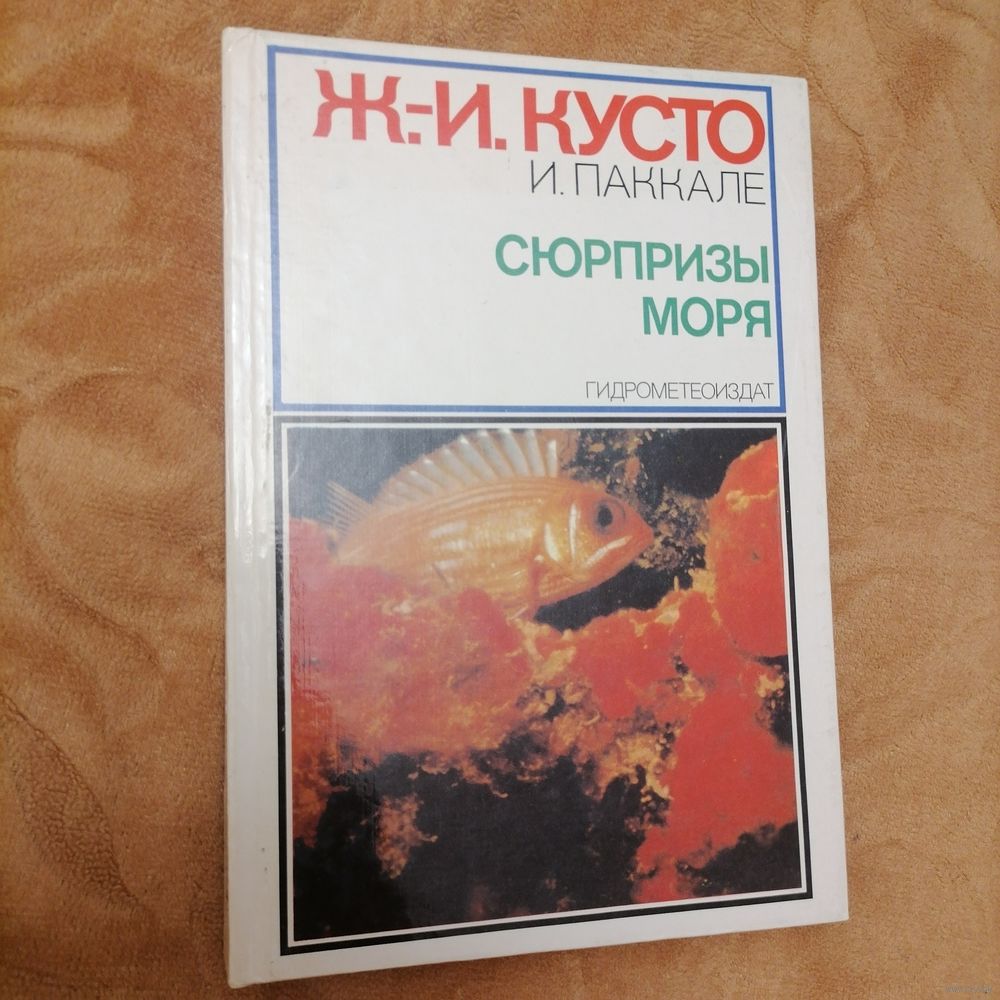 Ж.-И. КУСТО
И. ПАККАЛЕ
СЮРПРИЗЫ
МОРЯ
ГИДРОМЕТЕОИЗДАТ